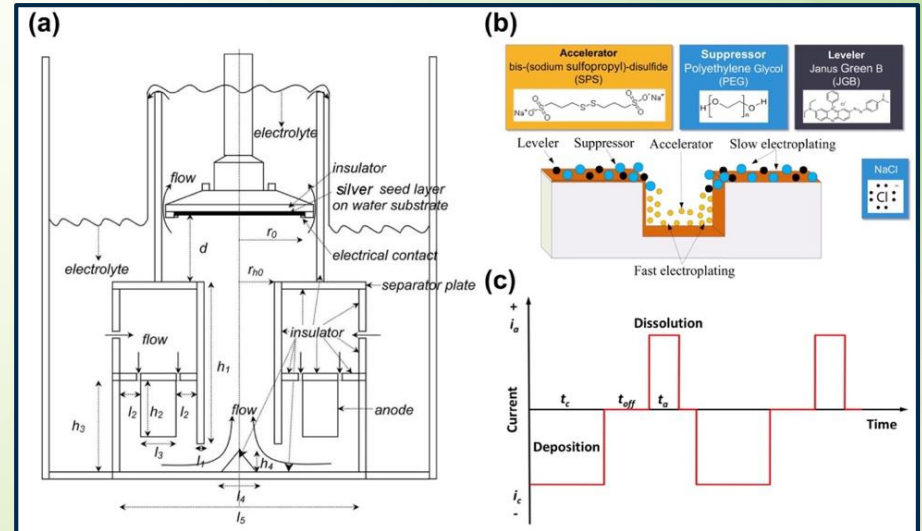 (a)
electrolyte
flow
insulator
silver seed layer
on water substrate
r0
electrical contact
d
electrolyte
rh0
separator plate
flow
insulator
h1
h3
l2
h2
l2
flow
anode
l3
l1
h4
l4
l5
(b)
Accelerator
bis-(sodium sulfopropyl)-disulfide
(SPS)
Suppressor
Polyethylene Glycol
(PEG)
Leveler
Janus Green B
(JGB)
Na+
Na+
H
O
O
H
n
Leveler
Suppressor
Accelerator
Slow electroplating
NaCl
Cl
Fast electroplating
(c)
+
ia
Dissolution
tc
toff
ta
Current
Time
Deposition
ic
-